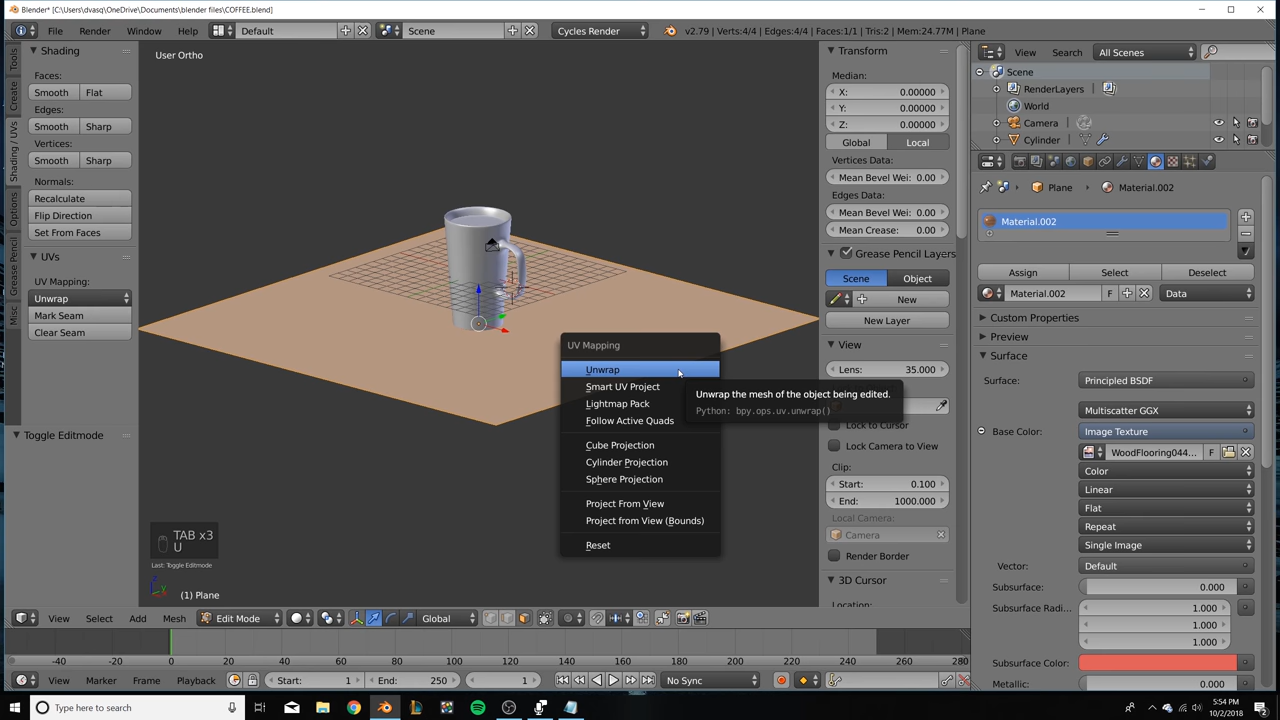 Blender* [C:\Users\dvasq\OneDrive\Documents\blender files\COFFEE.blend]
File Render Window Help Default Scene Cycles Render v2.79 | Verts:4/4 | Edges:4/4 | Faces:1/1 | Tris:2 | Mem:24.77M | Plane
Tools
Create
Shading / UVs
Options
Grease Pencil
Misc
Shading
Faces:
Smooth Flat
Edges:
Smooth Sharp
Vertices:
Smooth Sharp
Normals:
Recalculate
Flip Direction
Set From Faces
UVs
UV Mapping:
Unwrap
Mark Seam
Clear Seam
Toggle Editmode
User Ortho
UV Mapping
Unwrap
Smart UV Project
Lightmap Pack
Follow Active Quads
Cube Projection
Cylinder Projection
Sphere Projection
Project From View
Project from View (Bounds)
Reset
Unwrap the mesh of the object being edited.
Python: bpy.ops.uv.unwrap()
TAB x3
U
Last: Toggle Editmode
(1) Plane
Transform
Median:
X: 0.00000
Y: 0.00000
Z: 0.00000
Global Local
Vertices Data:
Mean Bevel Wei: 0.00
Edges Data:
Mean Bevel Wei: 0.00
Mean Crease: 0.00
Grease Pencil Layers
Scene Object
New
New Layer
View
Lens: 35.000
Lock to Cursor
Lock Camera to View
Clip:
Start: 0.100
End: 1000.000
Local Camera:
Camera
Render Border
3D Cursor
Location:
View Search All Scenes
Scene
RenderLayers
World
Camera
Cylinder
Plane Material.002
Material.002
Assign Select Deselect
Material.002 F Data
Custom Properties
Preview
Surface
Surface: Principled BSDF
Multiscatter GGX
Base Color: Image Texture
WoodFlooring044... F
Color
Linear
Flat
Repeat
Single Image
Vector: Default
Subsurface: 0.000
Subsurface Radi... 1.000
1.000
1.000
Subsurface Color:
Metallic: 0.000
View Select Add Mesh Edit Mode Global
-40 -20 0 20 40 60 80 100 120 140 160 180 200 220 240 260
View Marker Frame Playback Start: 1 End: 250 1 No Sync
Type here to search
5:54 PM
10/2/2018